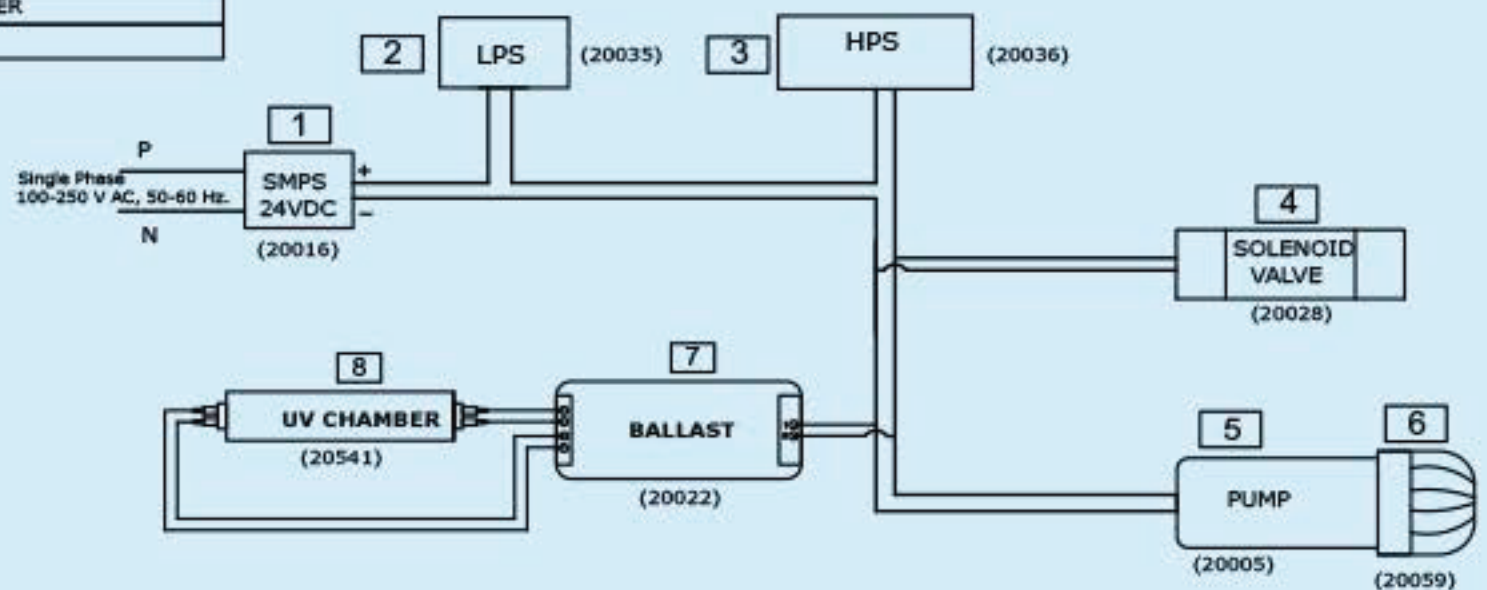 2
LPS
(20035)
3
HPS
(20036)
1
P
Single Phase
100-250 V AC, 50-60 Hz.
N
SMPS
24VDC
+
−
(20016)
4
SOLENOID
VALVE
(20028)
8
UV CHAMBER
(20541)
7
BALLAST
(20022)
5
PUMP
(20005)
6
(20059)